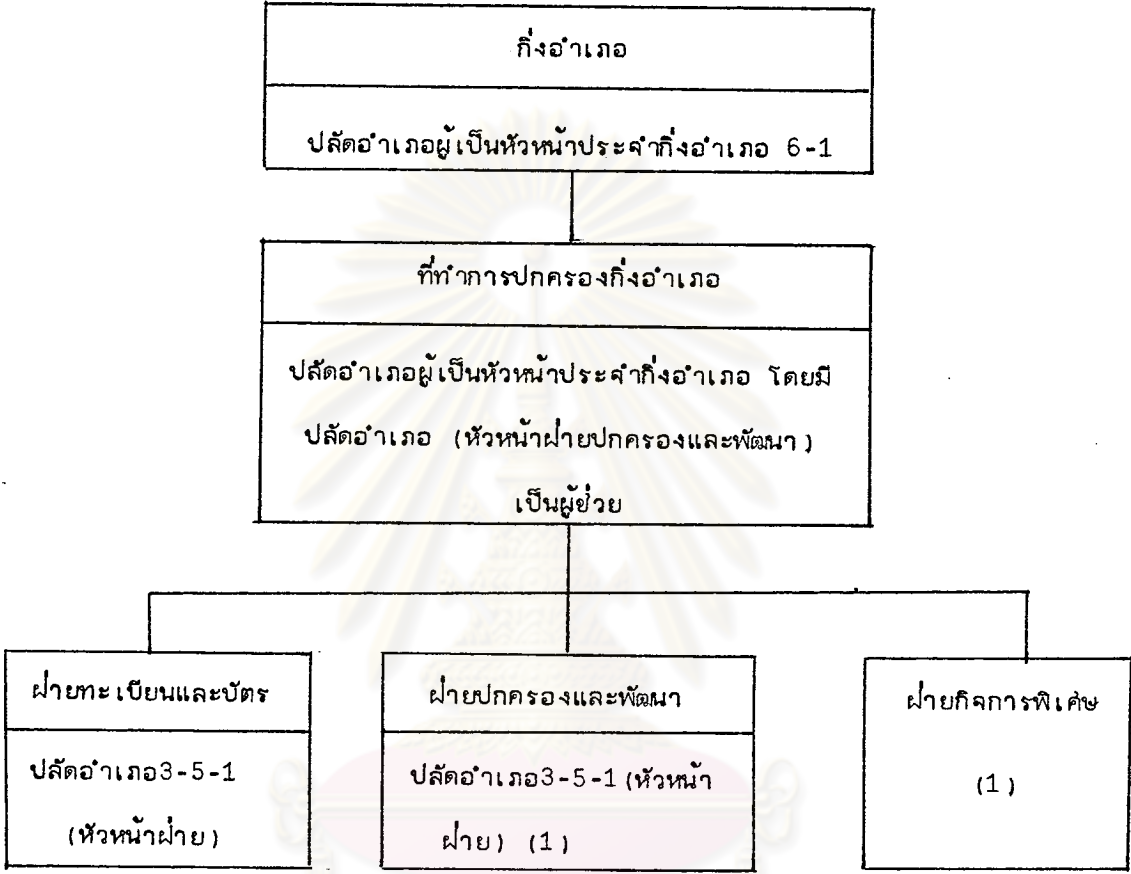 กิ่งอำเภอ
ปลัดอำเภอผู้เป็นหัวหน้าประจำกิ่งอำเภอ 6-1
ที่ทำการปกครองกิ่งอำเภอ
ปลัดอำเภอผู้เป็นหัวหน้าประจำกิ่งอำเภอ โดยมี
ปลัดอำเภอ (หัวหน้าฝ่ายปกครองและพัฒนา)
เป็นผู้ช่วย
ฝ่ายทะเบียนและบัตร
ปลัดอำเภอ3-5-1
(หัวหน้าฝ่าย)
ฝ่ายปกครองและพัฒนา
ปลัดอำเภอ3-5-1(หัวหน้า
ฝ่าย) (1)
ฝ่ายกิจการพิเศษ
(1)